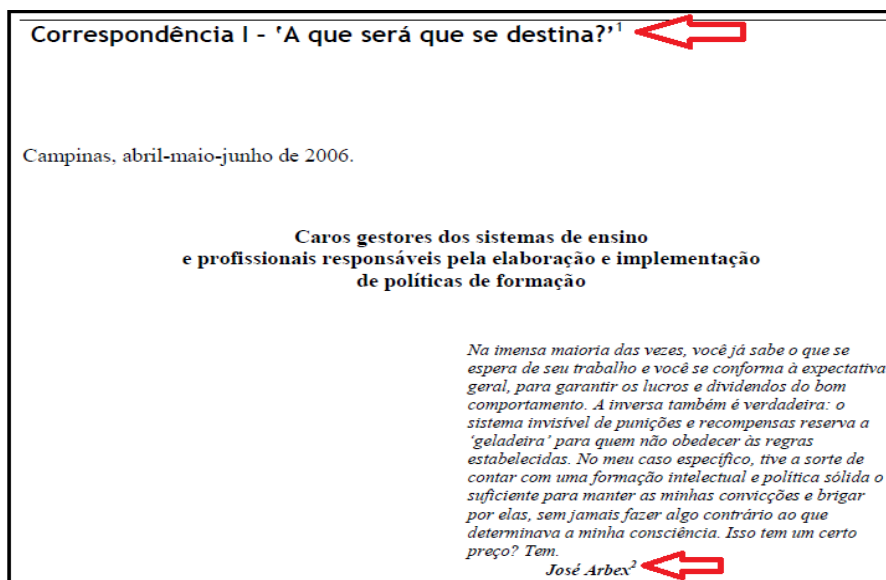 Correspondência I - ‘A que será que se destina?’¹
Campinas, abril-maio-junho de 2006.
Caros gestores dos sistemas de ensino
e profissionais responsáveis pela elaboração e implementação
de políticas de formação
Na imensa maioria das vezes, você já sabe o que se
espera de seu trabalho e você se conforma à expectativa
geral, para garantir os lucros e dividendos do bom
comportamento. A inversa também é verdadeira: o
sistema invisível de punições e recompensas reserva a
‘geladeira’ para quem não obedecer às regras
estabelecidas. No meu caso específico, tive a sorte de
contar com uma formação intelectual e política sólida o
suficiente para manter as minhas convicções e brigar
por elas, sem jamais fazer algo contrário ao que
determinava a minha consciência. Isso tem um certo
preço? Tem.
José Arbex²